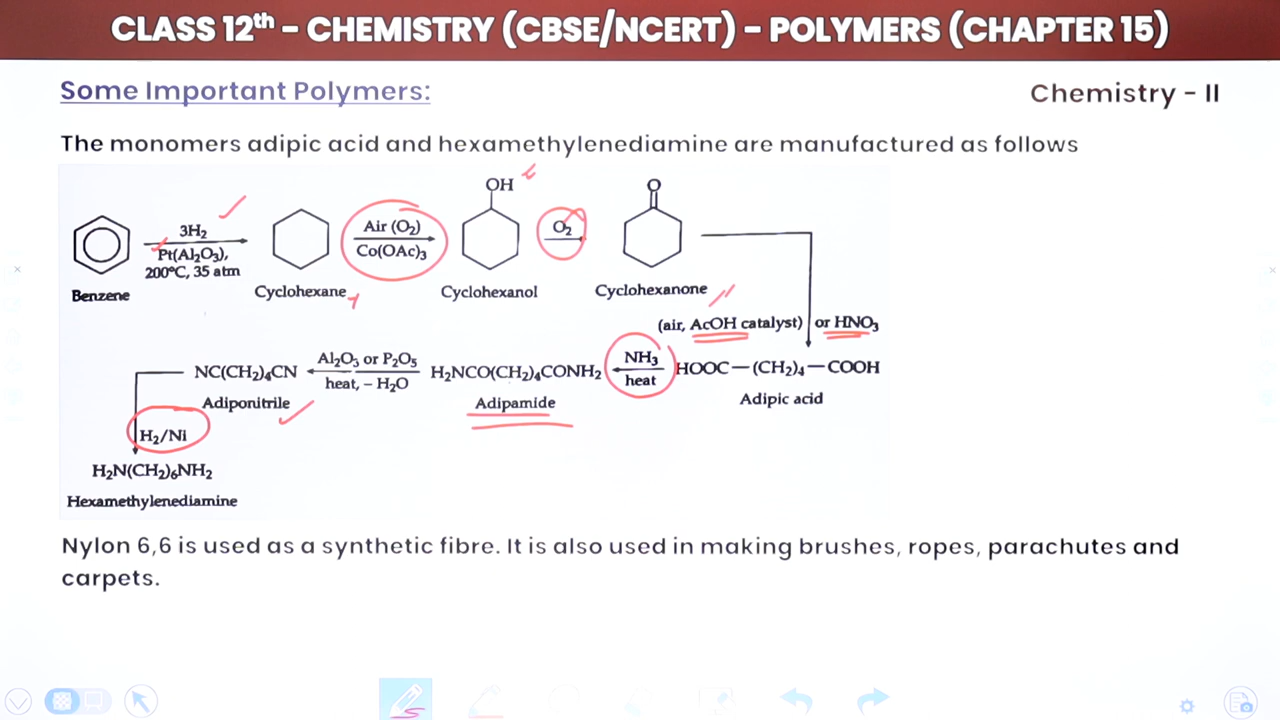 CLASS 12th – CHEMISTRY (CBSE/NCERT) – POLYMERS (CHAPTER 15)
Some Important Polymers:
Chemistry - II
The monomers adipic acid and hexamethylenediamine are manufactured as follows
OH
O
3H₂
Air (O₂)
O₂
Pt(Al₂O₃),
Co(OAc)₃
200°C, 35 atm
Benzene
Cyclohexane
Cyclohexanol
Cyclohexanone
(air, AcOH catalyst) or HNO₃
NC(CH₂)₄CN
Al₂O₃ or P₂O₅
heat, – H₂O
H₂NCO(CH₂)₄CONH₂
NH₃
heat
HOOC—(CH₂)₄—COOH
Adiponitrile
Adipamide
Adipic acid
H₂/Ni
H₂N(CH₂)₆NH₂
Hexamethylenediamine
Nylon 6,6 is used as a synthetic fibre. It is also used in making brushes, ropes, parachutes and
carpets.